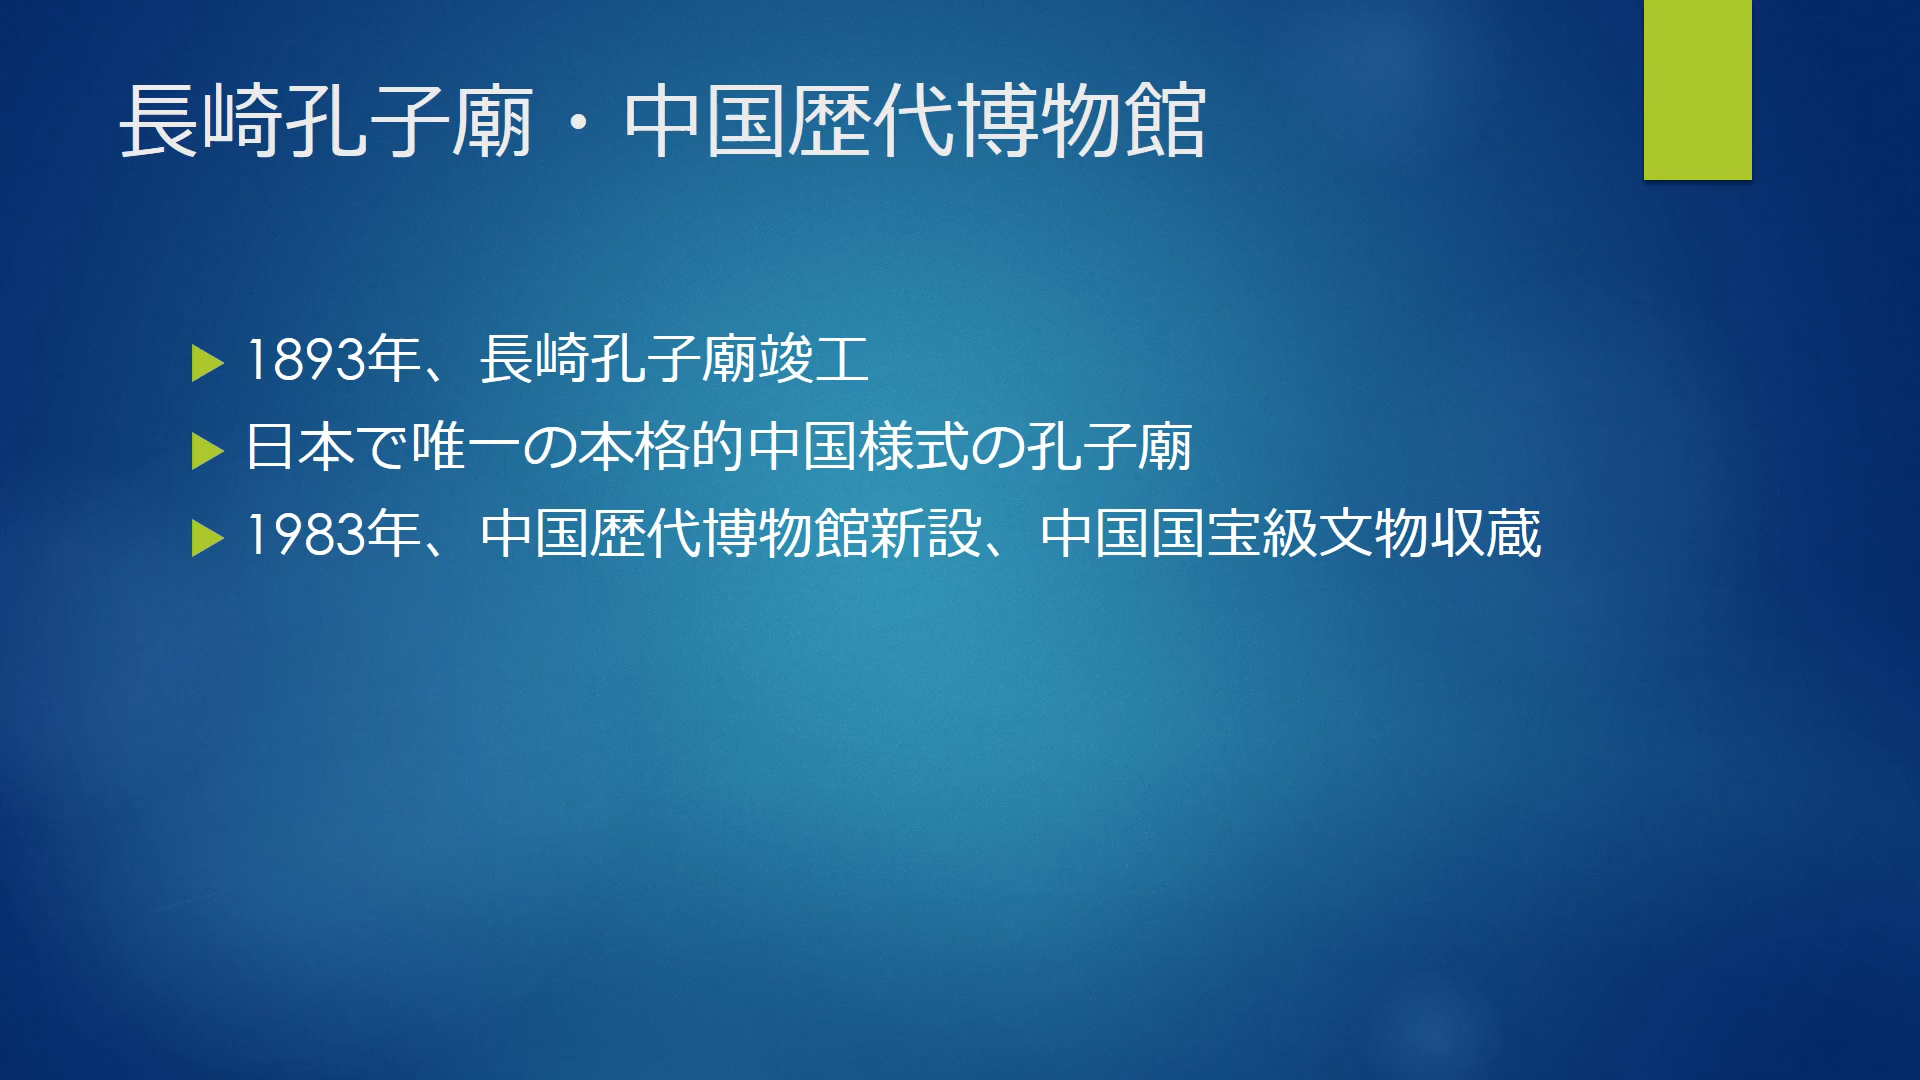 長崎孔子廟・中国歴代博物館
1893年、長崎孔子廟竣工
日本で唯一の本格的中国様式の孔子廟
1983年、中国歴代博物館新設、中国国宝級文物収蔵